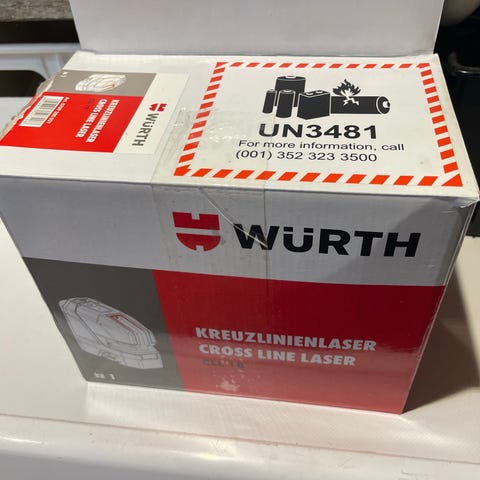 UN3481
For more information, call
(001) 352 323 3500
KREUZLINIENLASER
CROSS LINE LASER
WÜRTH
WÜRTH
KREUZLINIENLASER
CROSS LINE LASER
1